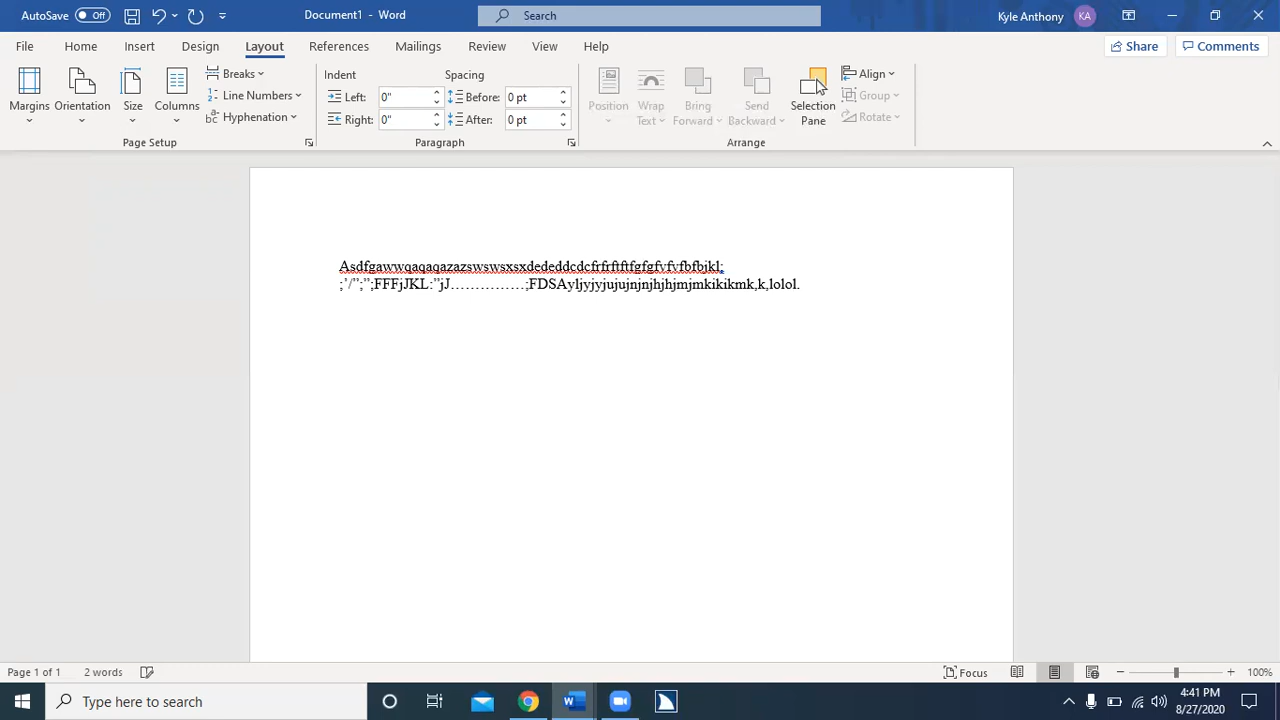 AutoSave Off Document1 - Word Search Kyle Anthony KA
File Home Insert Design Layout References Mailings Review View Help Share Comments
Margins Orientation Size Columns
Breaks
Line Numbers
Hyphenation
Page Setup
Indent Spacing
Left: 0" Before: 0 pt
Right: 0" After: 0 pt
Paragraph
Position Wrap Text Bring Forward Send Backward Selection Pane
Align
Group
Rotate
Arrange
Asdfgawwqaqaqazazswswsxsxdededdcdcfrfrftftfgfgfvfvfbfbjkl;
;’/”;”;FFFjJKL:”jJ……………;FDSAyljyjyjujujnjnjhjhjmjmkikikmk,k,lolol.
Page 1 of 1 2 words Focus 100%
Type here to search 4:41 PM
8/27/2020